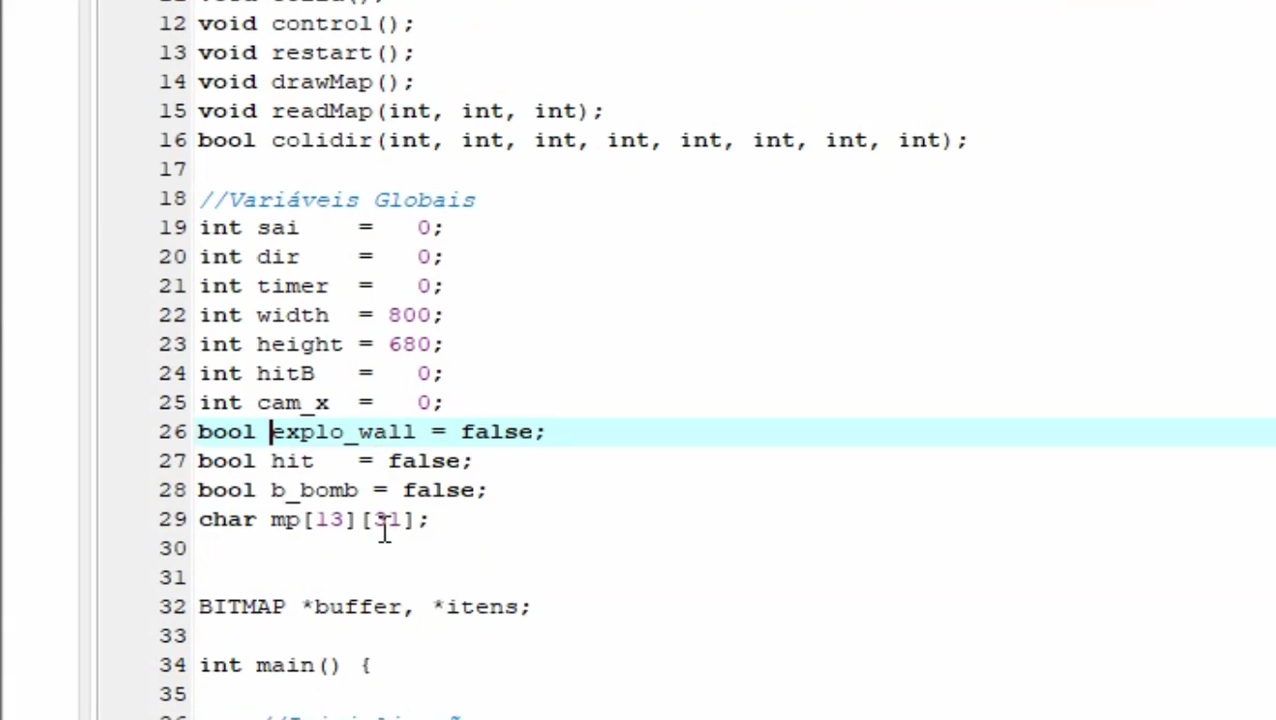 12 void control();
13 void restart();
14 void drawMap();
15 void readMap(int, int, int);
16 bool colidir(int, int, int, int, int, int, int, int);
17
18 //Variáveis Globais
19 int sai    =   0;
20 int dir    =   0;
21 int timer  =   0;
22 int width  = 800;
23 int height = 680;
24 int hitB   =   0;
25 int cam_x  =   0;
26 bool explo_wall = false;
27 bool hit   = false;
28 bool b_bomb = false;
29 char mp[13][31];
30
31
32 BITMAP *buffer, *itens;
33
34 int main() {
35